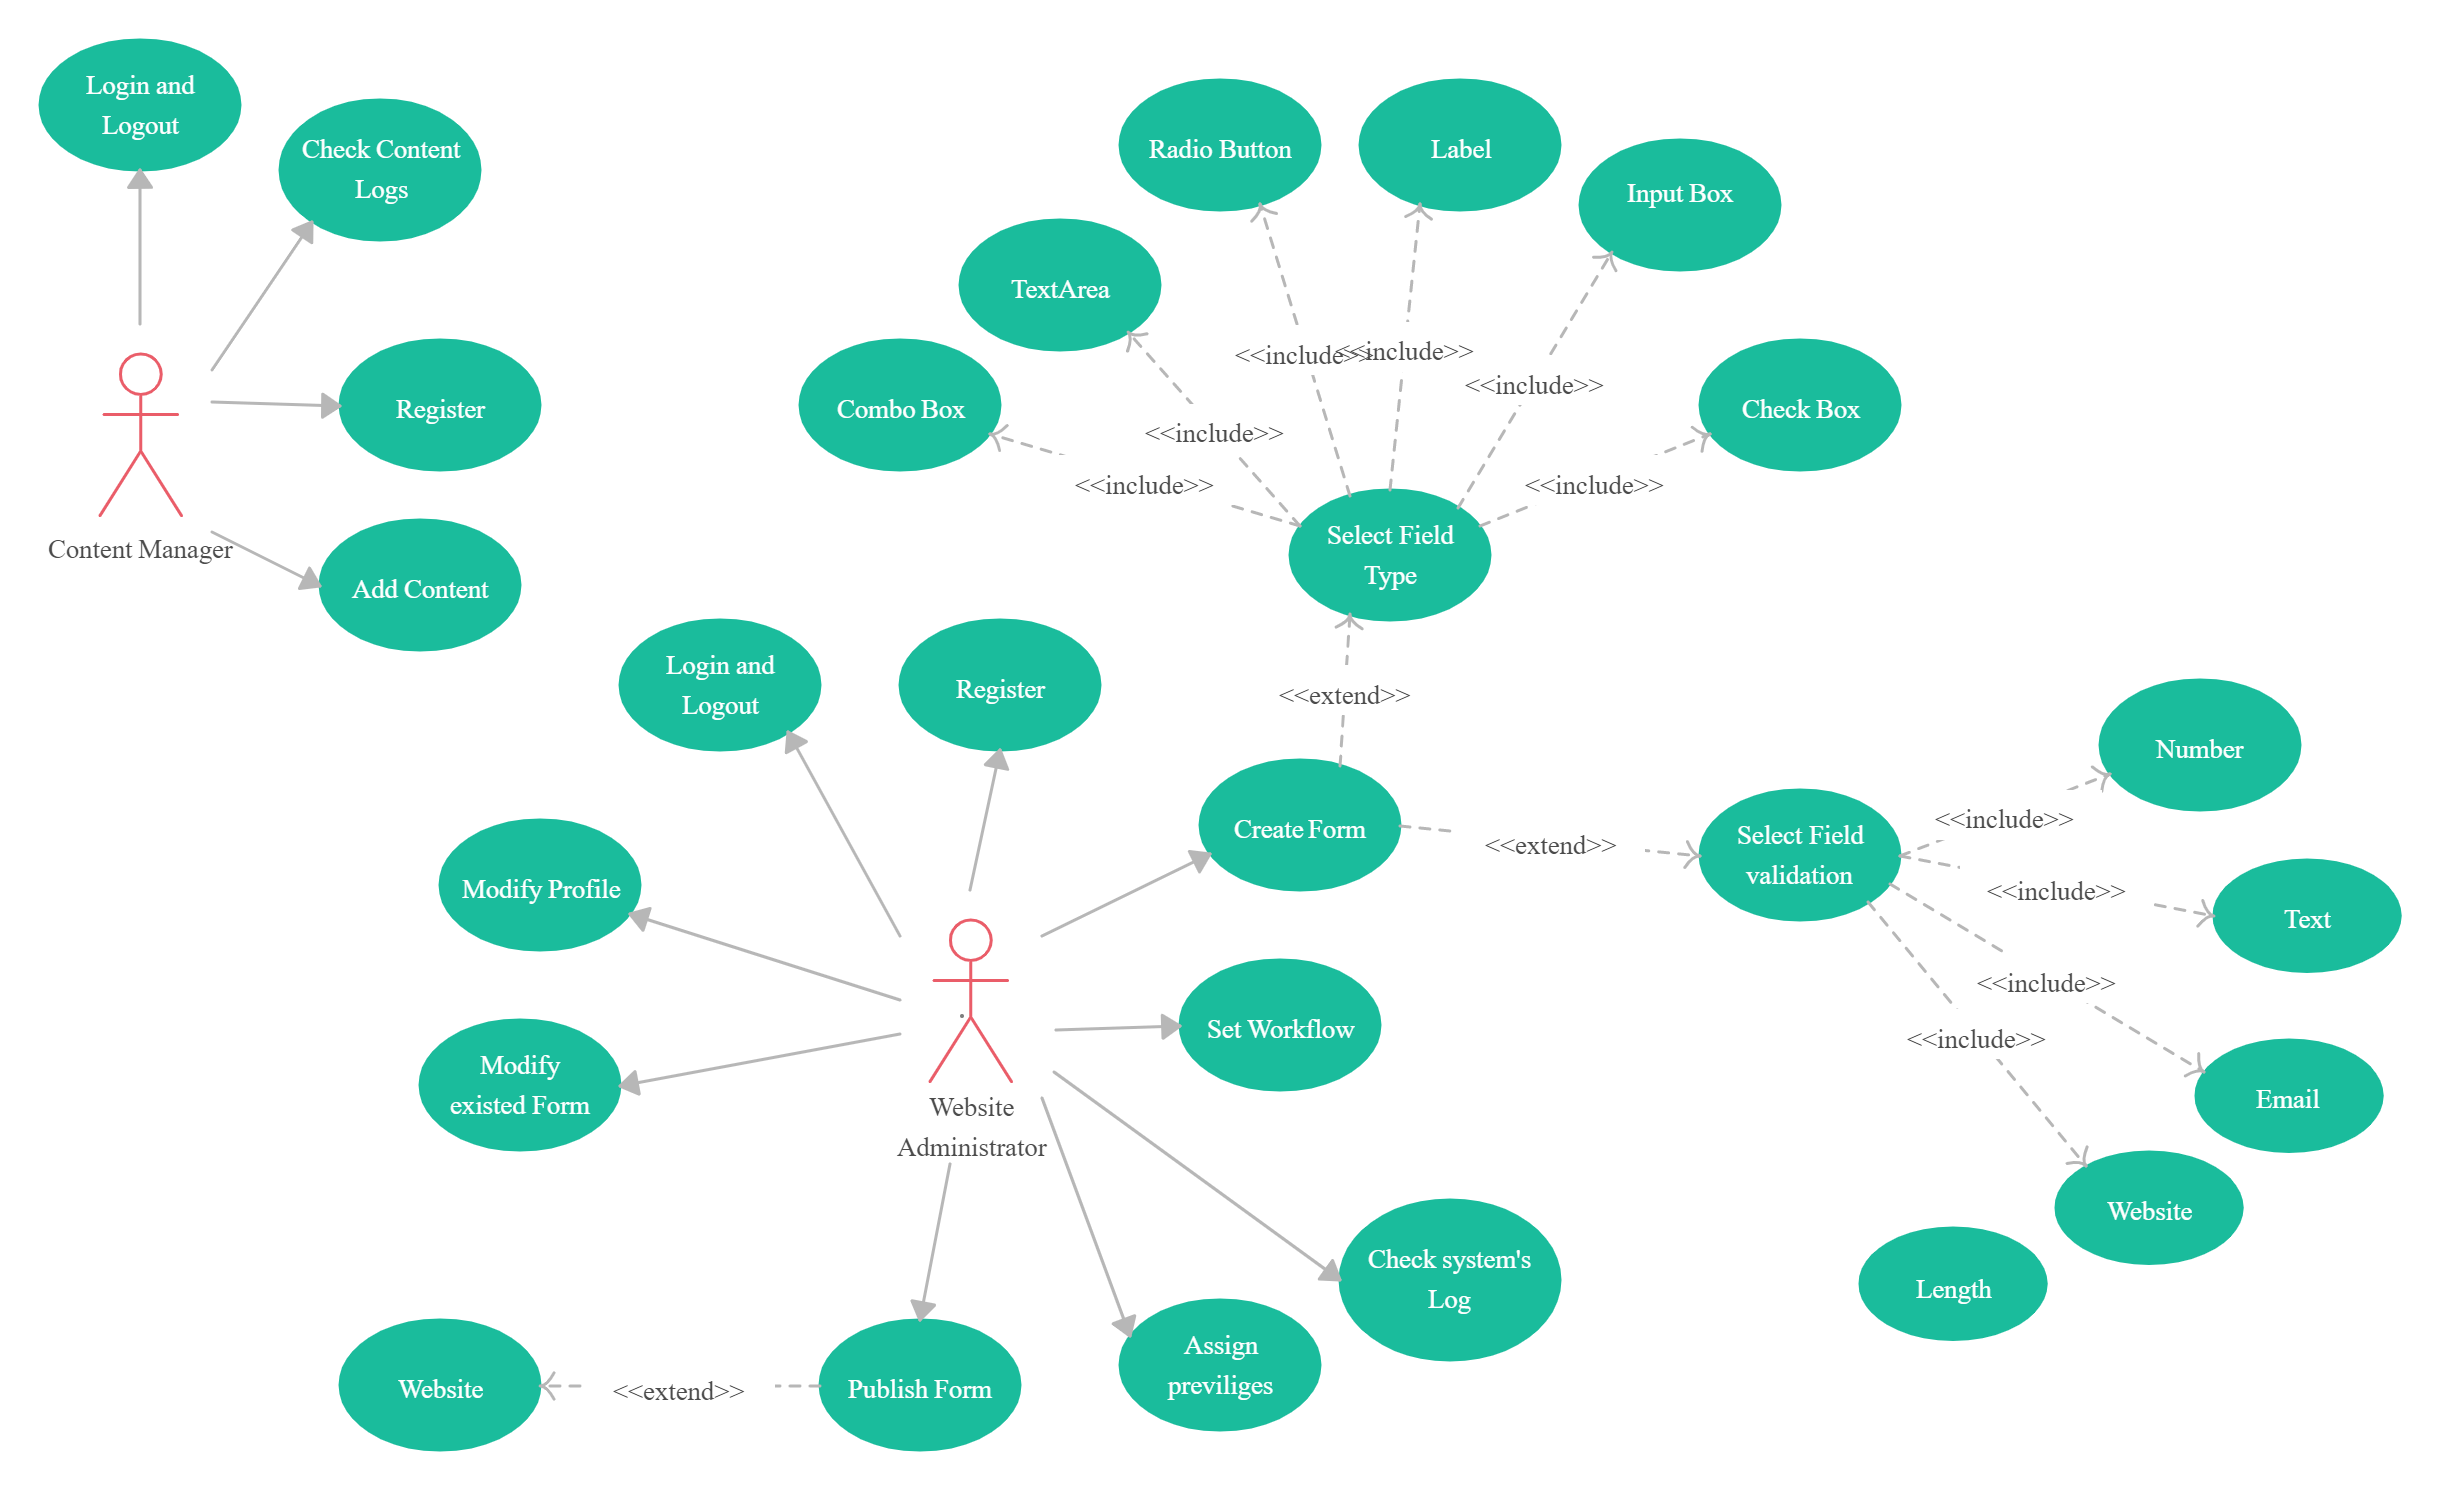 Login and
Logout
Check Content
Logs
Register
Content Manager
Add Content
Radio Button
Label
Input Box
TextArea
Combo Box
Check Box
<<include>>
<<include>>
<<include>>
<<include>>
<<include>>
<<include>>
Select Field
Type
<<extend>>
Login and
Logout
Register
Create Form
<<extend>>
Select Field
validation
Number
<<include>>
<<include>>
Text
<<include>>
<<include>>
Email
Website
Length
Modify Profile
Modify
existed Form
Set Workflow
Website
Administrator
Check system's
Log
Assign
previliges
Publish Form
<<extend>>
Website